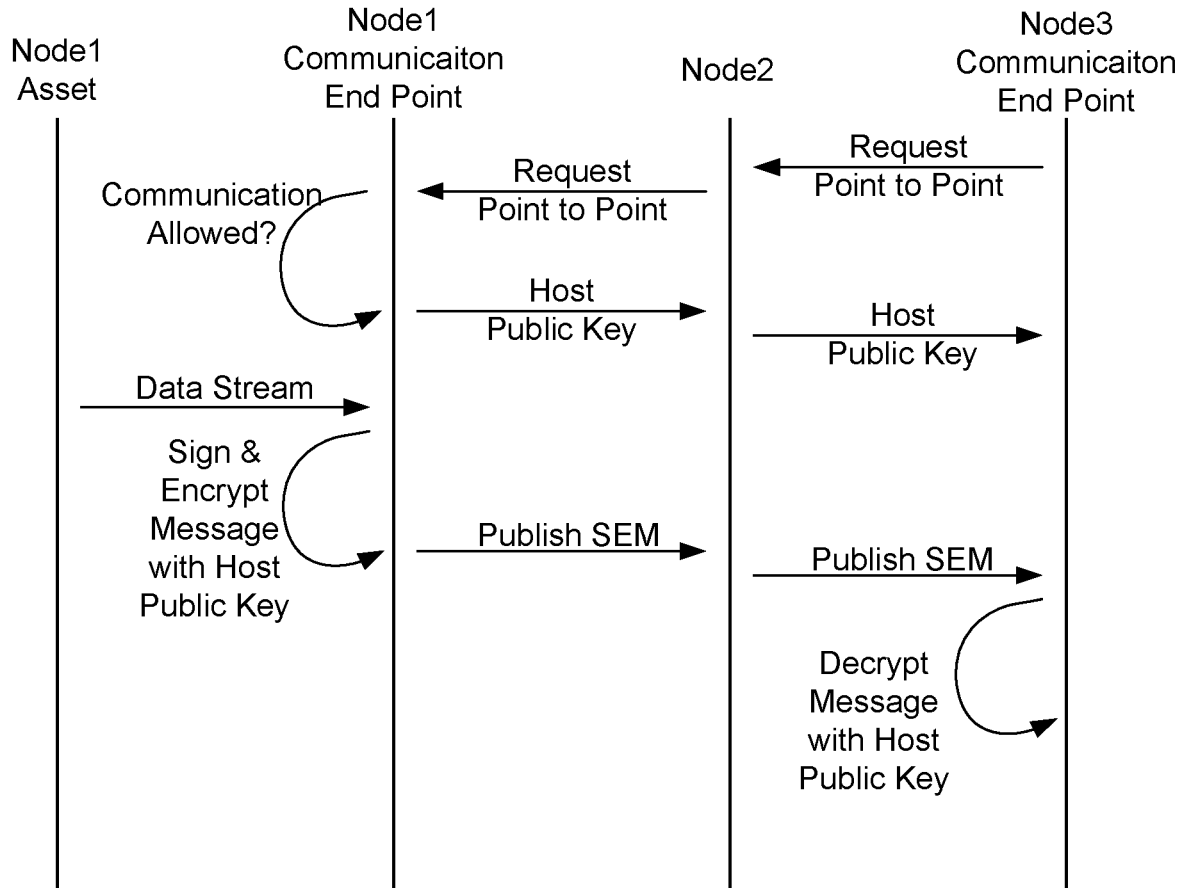 Node1
Asset
Node1
Communicaiton
End Point
Node2
Node3
Communicaiton
End Point
Request
Point to Point
Request
Point to Point
Communication
Allowed?
Host
Public Key
Host
Public Key
Data Stream
Sign &
Encrypt
Message
with Host
Public Key
Publish SEM
Publish SEM
Decrypt
Message
with Host
Public Key